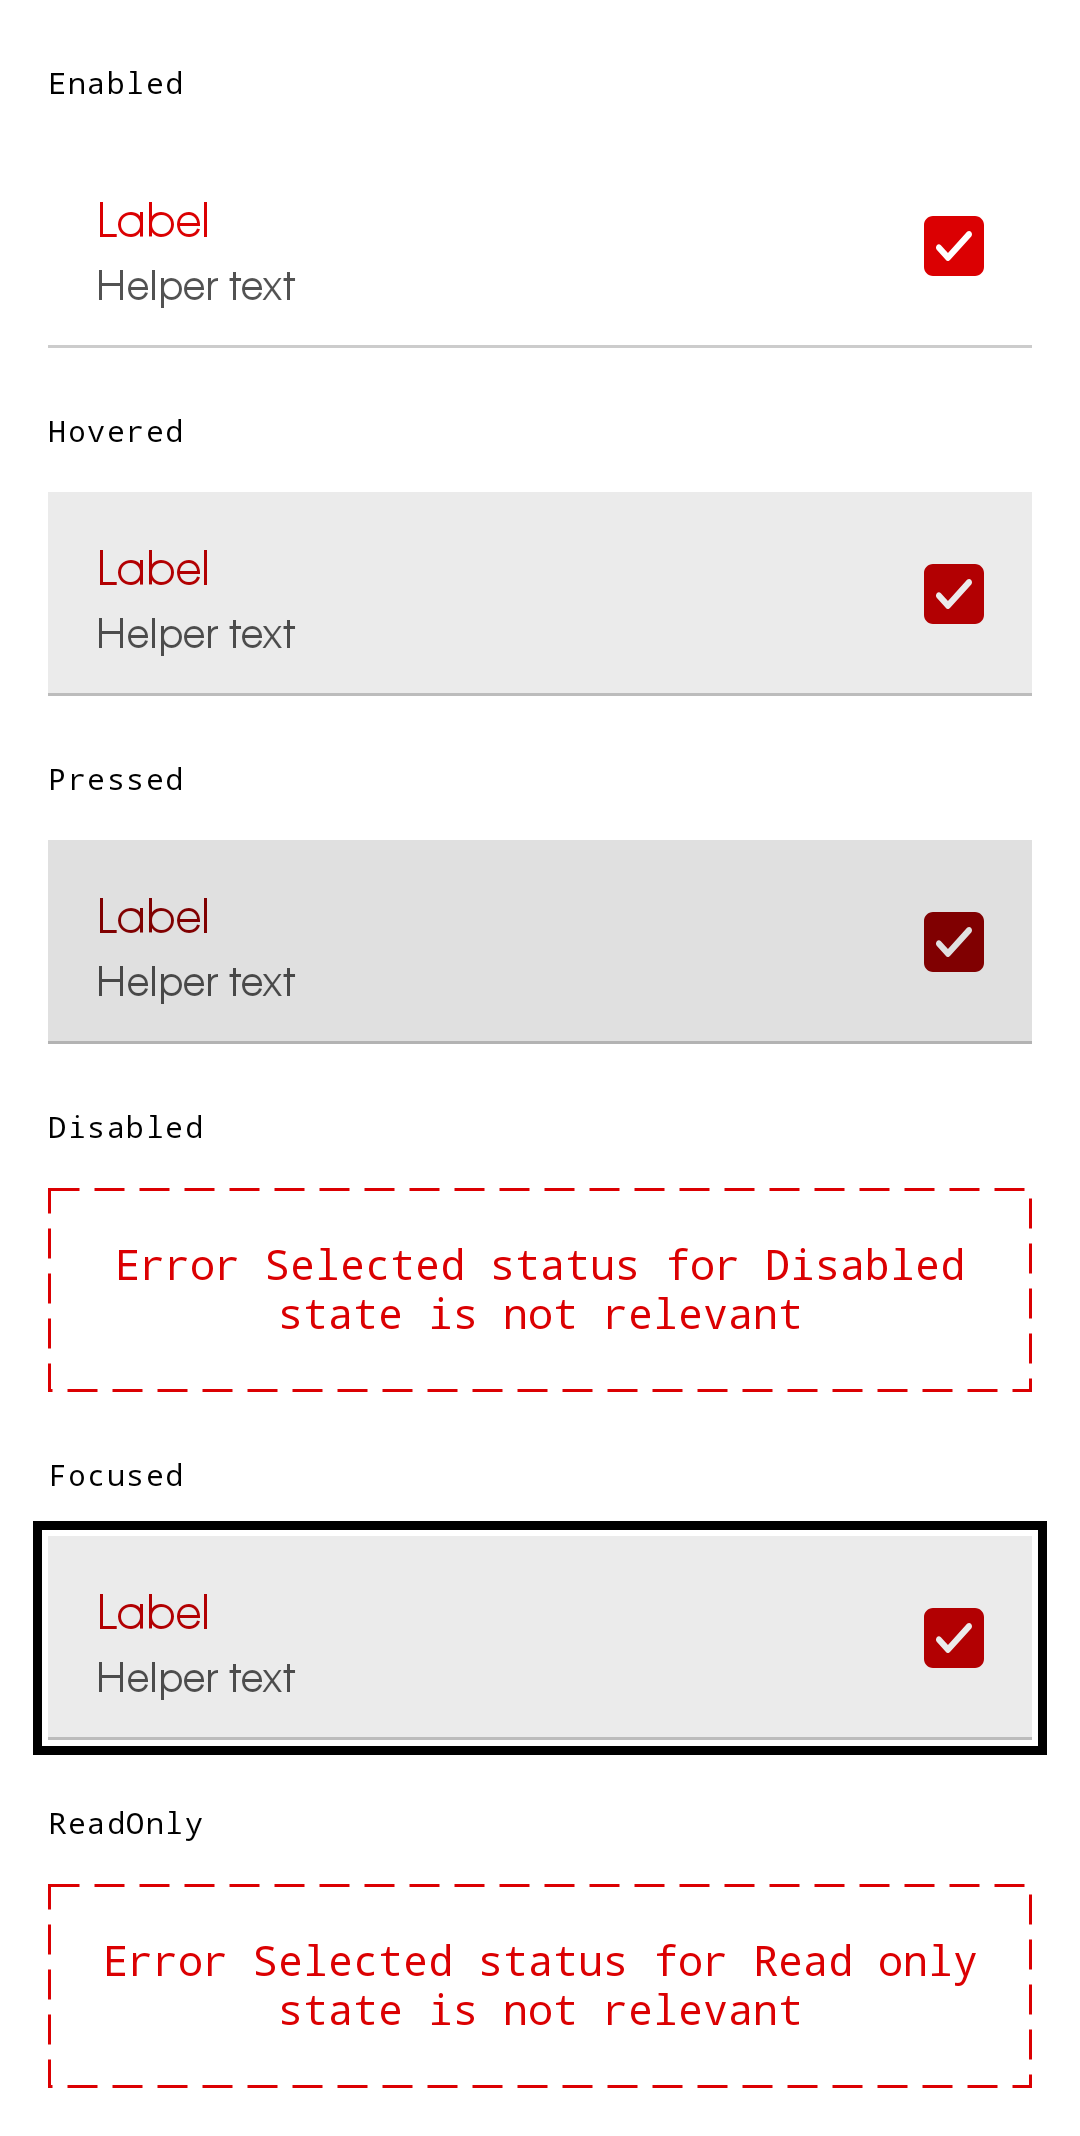 Enabled
Label
Helper text
Hovered
Label
Helper text
Pressed
Label
Helper text
Disabled
Error Selected status for Disabled
state is not relevant
Focused
Label
Helper text
ReadOnly
Error Selected status for Read only
state is not relevant